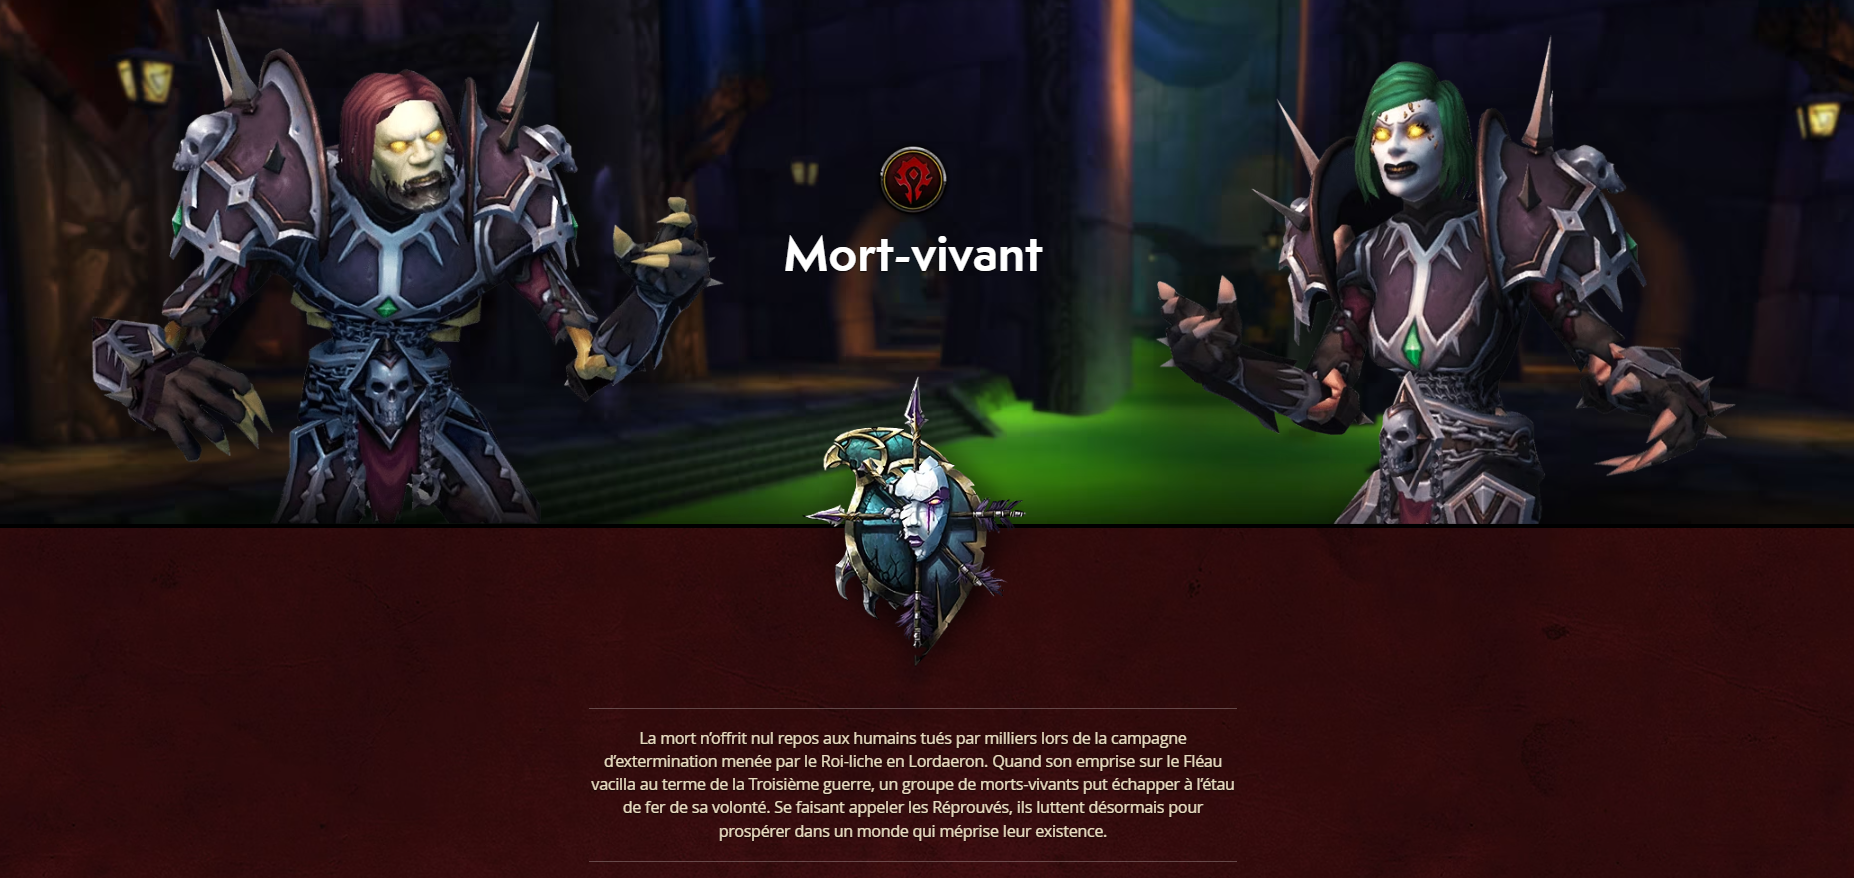 Mort-vivant
La mort n’offrit nul repos aux humains tués par milliers lors de la campagne
d’extermination menée par le Roi-liche en Lordaeron. Quand son emprise sur le Fléau
vacilla au terme de la Troisième guerre, un groupe de morts-vivants put échapper à l’étau
de fer de sa volonté. Se faisant appeler les Réprouvés, ils luttent désormais pour
prospérer dans un monde qui méprise leur existence.